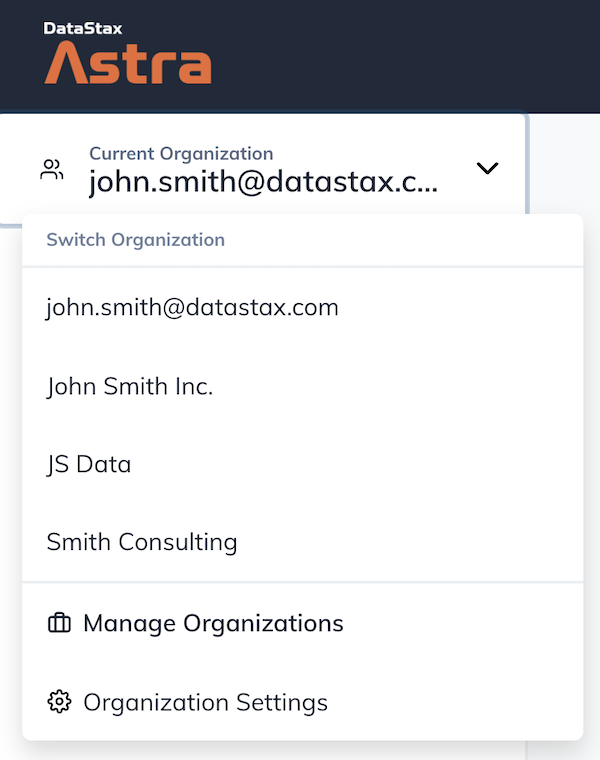 DataStax
Astra
Current Organization
john.smith@datastax.c...
Switch Organization
john.smith@datastax.com
John Smith Inc.
JS Data
Smith Consulting
Manage Organizations
Organization Settings